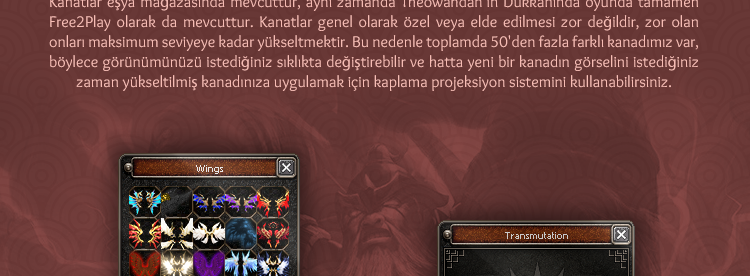 Kanatlar eşya mağazasında mevcuttur, aynı zamanda Theowandan'ın Dükkanında oyunda tamamen
Free2Play olarak da mevcuttur. Kanatlar genel olarak özel veya elde edilmesi zor değildir, zor olan
onları maksimum seviyeye kadar yükseltmektir. Bu nedenle toplamda 50'den fazla farklı kanadımız var,
böylece görünümünüzü istediğiniz sıklıkta değiştirebilir ve hatta yeni bir kanadın görselini istediğiniz
zaman yükseltilmiş kanadınıza uygulamak için kaplama projeksiyon sistemini kullanabilirsiniz.
Wings
Transmutation